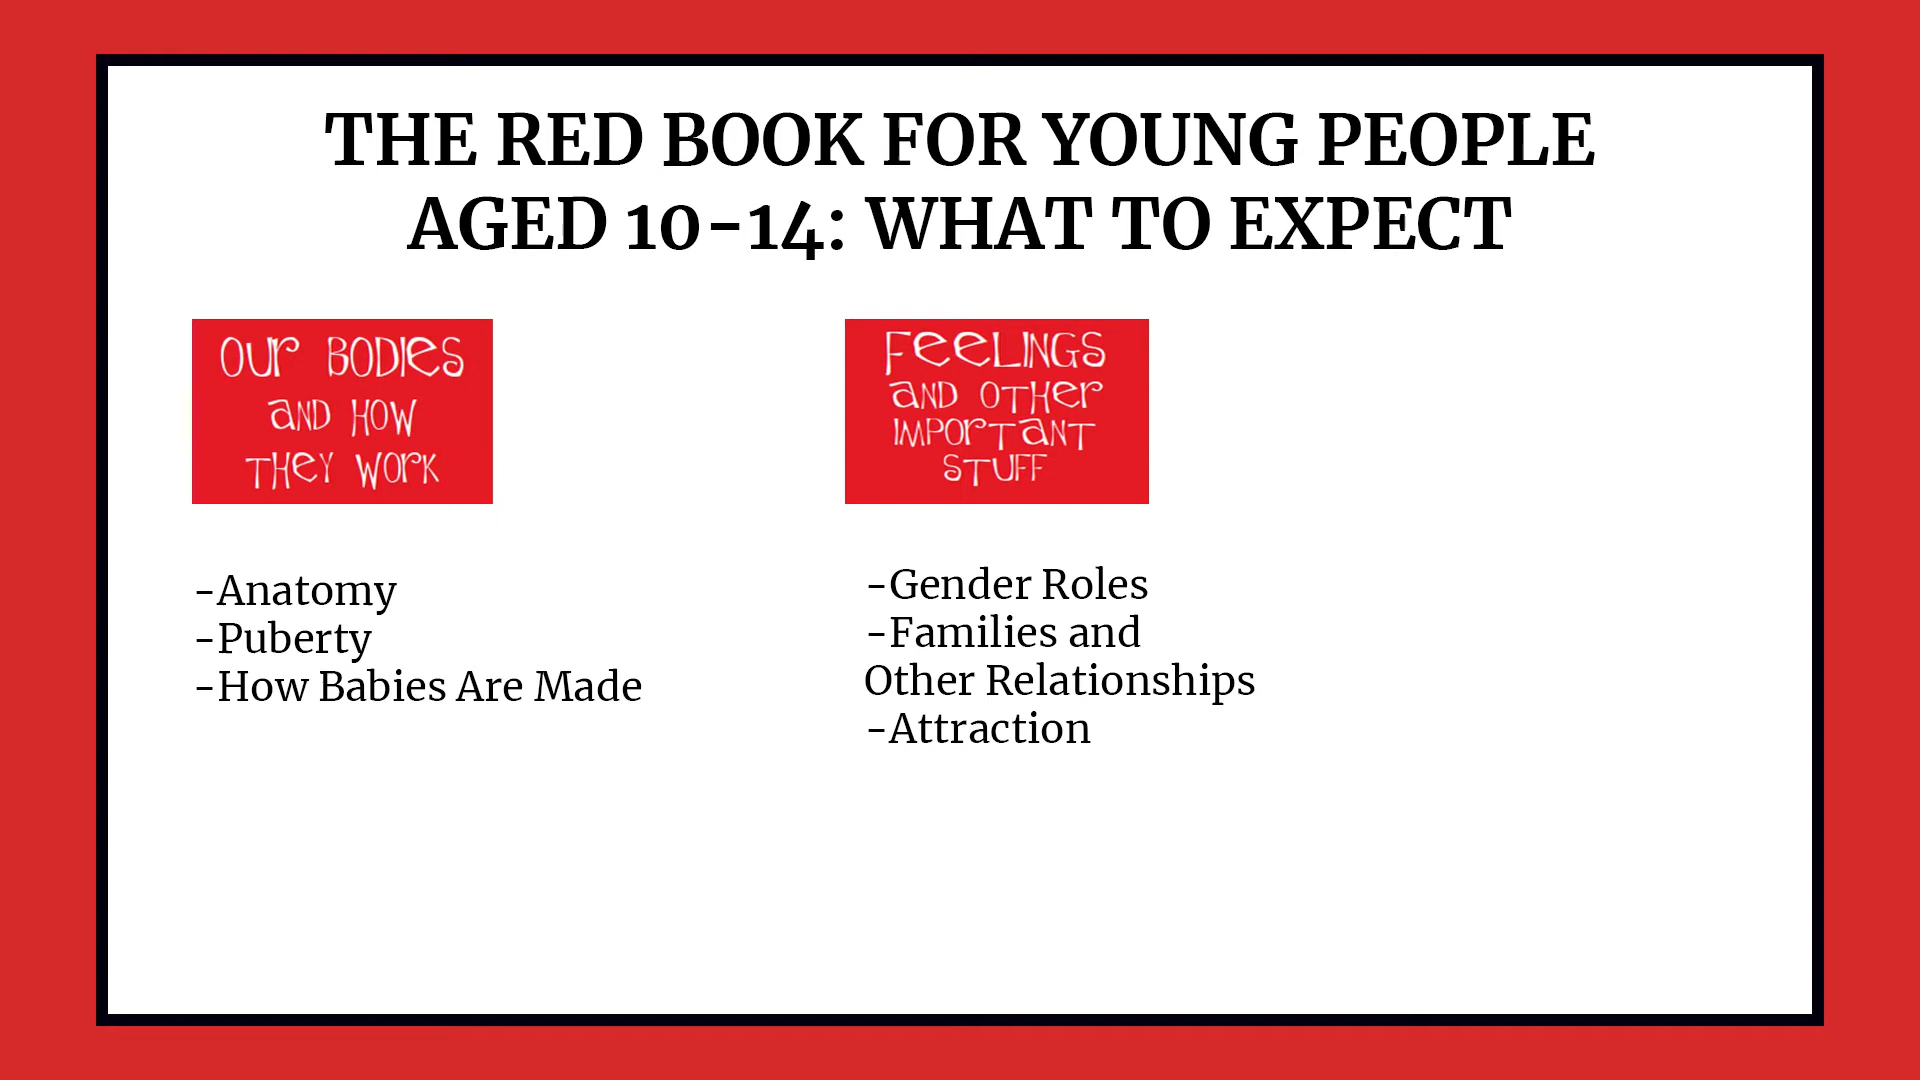 THE RED BOOK FOR YOUNG PEOPLE
AGED 10-14: WHAT TO EXPECT
OUR BODIES
AND HOW
THEY WORK
-Anatomy
-Puberty
-How Babies Are Made
FEELINGS
AND OTHER
IMPORTANT
STUFF
-Gender Roles
-Families and
Other Relationships
-Attraction